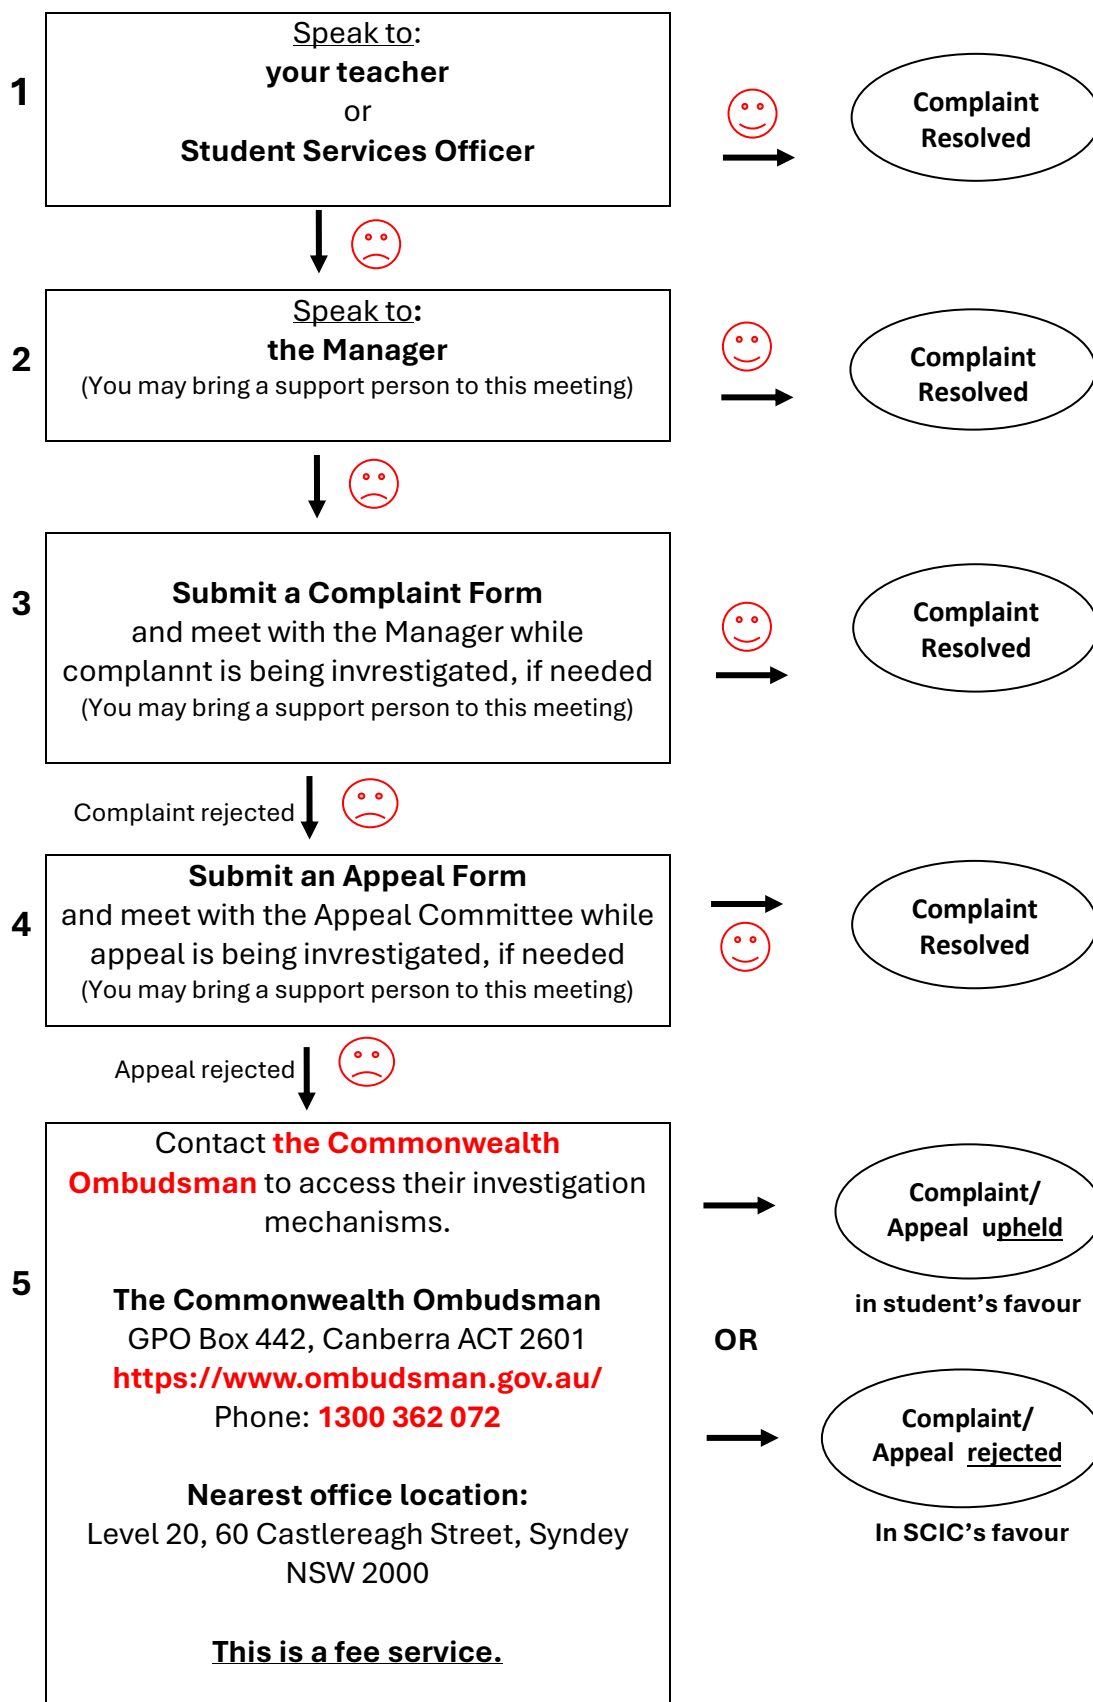 1
Speak to:
your teacher
or
Student Services Officer
Complaint
Resolved
2
Speak to:
the Manager
(You may bring a support person to this meeting)
Complaint
Resolved
3
Submit a Complaint Form
and meet with the Manager while
complannt is being invrestigated, if needed
(You may bring a support person to this meeting)
Complaint
Resolved
Complaint rejected
4
Submit an Appeal Form
and meet with the Appeal Committee while
appeal is being invrestigated, if needed
(You may bring a support person to this meeting)
Complaint
Resolved
Appeal rejected
5
Contact the Commonwealth
Ombudsman to access their investigation
mechanisms.
The Commonwealth Ombudsman
GPO Box 442, Canberra ACT 2601
https://www.ombudsman.gov.au/
Phone: 1300 362 072
Nearest office location:
Level 20, 60 Castlereagh Street, Syndey
NSW 2000
This is a fee service.
Complaint/
Appeal upheld
in student's favour
OR
Complaint/
Appeal rejected
In SCIC's favour